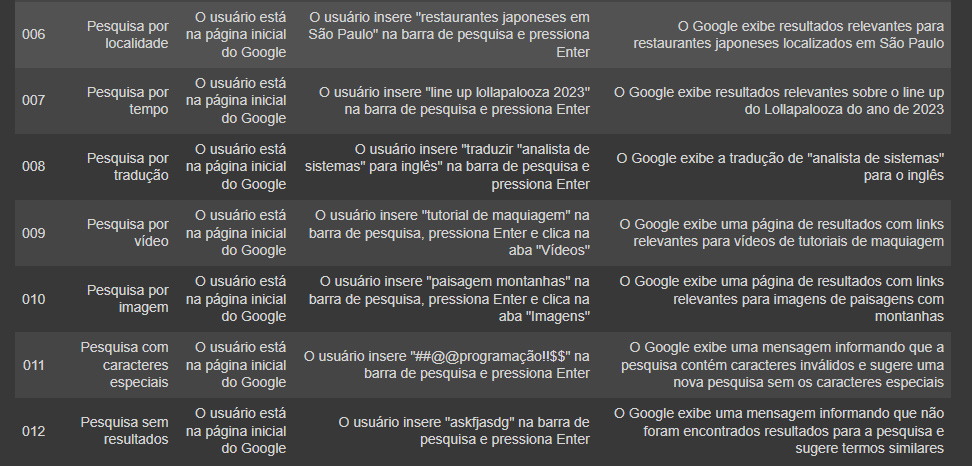 006
Pesquisa por
localidade
O usuário está
na página inicial
do Google
O usuário insere "restaurantes japoneses em
São Paulo" na barra de pesquisa e pressiona
Enter
O Google exibe resultados relevantes para
restaurantes japoneses localizados em São Paulo
007
Pesquisa por
tempo
O usuário está
na página inicial
do Google
O usuário insere "line up lollapalooza 2023"
na barra de pesquisa e pressiona Enter
O Google exibe resultados relevantes sobre o line up
do Lollapalooza do ano de 2023
008
Pesquisa por
tradução
O usuário está
na página inicial
do Google
O usuário insere "traduzir "analista de
sistemas" para inglês" na barra de pesquisa e
pressiona Enter
O Google exibe a tradução de "analista de sistemas"
para o inglês
009
Pesquisa por
vídeo
O usuário está
na página inicial
do Google
O usuário insere "tutorial de maquiagem" na
barra de pesquisa, pressiona Enter e clica na
aba "Vídeos"
O Google exibe uma página de resultados com links
relevantes para vídeos de tutoriais de maquiagem
010
Pesquisa por
imagem
O usuário está
na página inicial
do Google
O usuário insere "paisagem montanhas" na
barra de pesquisa, pressiona Enter e clica na
aba "Imagens"
O Google exibe uma página de resultados com links
relevantes para imagens de paisagens com
montanhas
011
Pesquisa com
caracteres
especiais
O usuário está
na página inicial
do Google
O usuário insere "##@@programação!!$$" na
barra de pesquisa e pressiona Enter
O Google exibe uma mensagem informando que a
pesquisa contém caracteres inválidos e sugere uma
nova pesquisa sem os caracteres especiais
012
Pesquisa sem
resultados
O usuário está
na página inicial
do Google
O usuário insere "askfjasdg" na barra de
pesquisa e pressiona Enter
O Google exibe uma mensagem informando que não
foram encontrados resultados para a pesquisa e
sugere termos similares